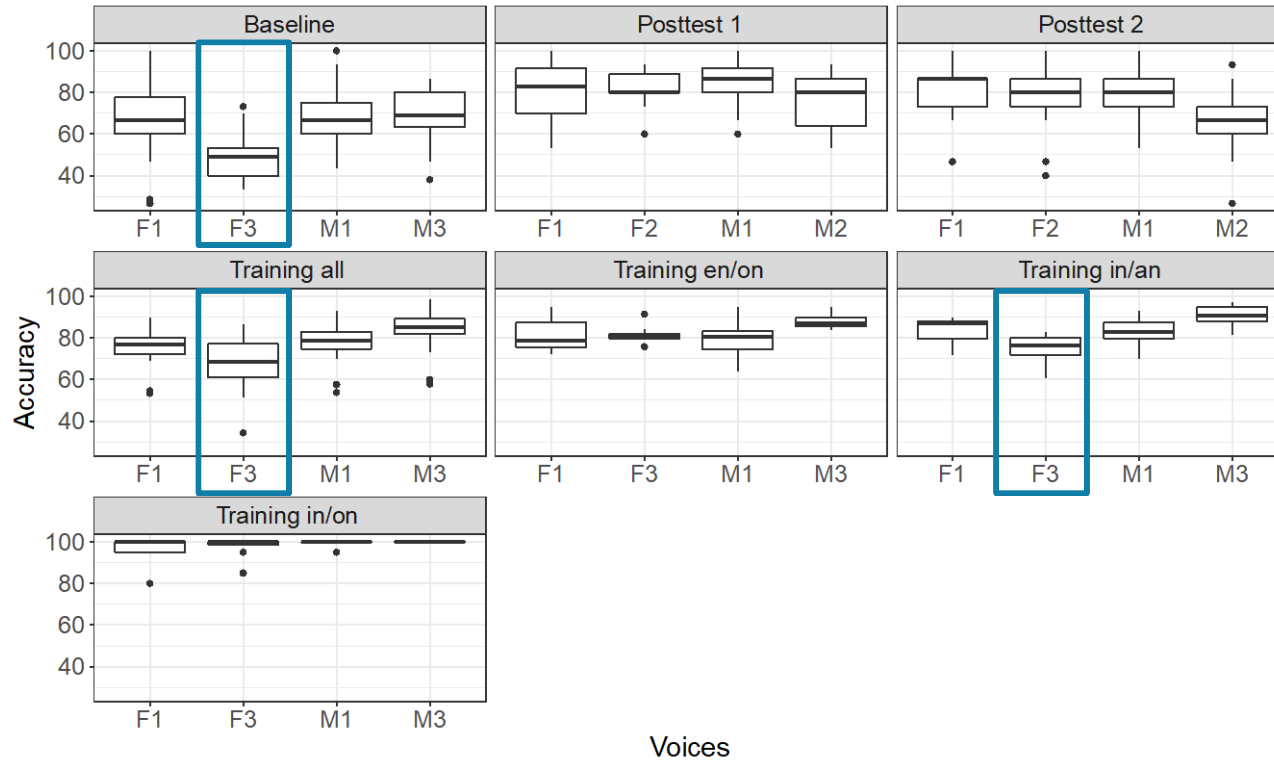 Baseline
Posttest 1
Posttest 2
100
80
60
40
F1 F3 M1 M3
F1 F2 M1 M2
F1 F2 M1 M2
Training all
Training en/on
Training in/an
100
80
60
40
F1 F3 M1 M3
F1 F3 M1 M3
F1 F3 M1 M3
Training in/on
100
80
60
40
F1 F3 M1 M3
Accuracy
Voices